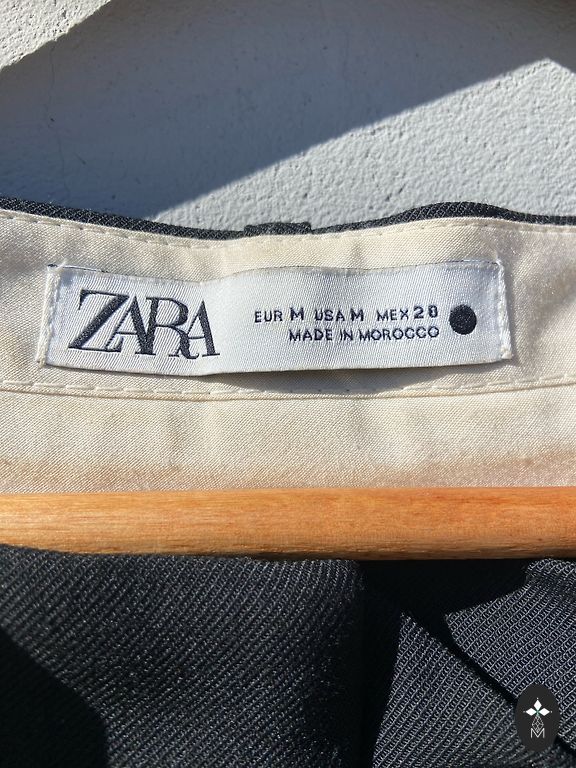 ZARA
EUR M USA M MEX 28
MADE IN MOROCCO
M